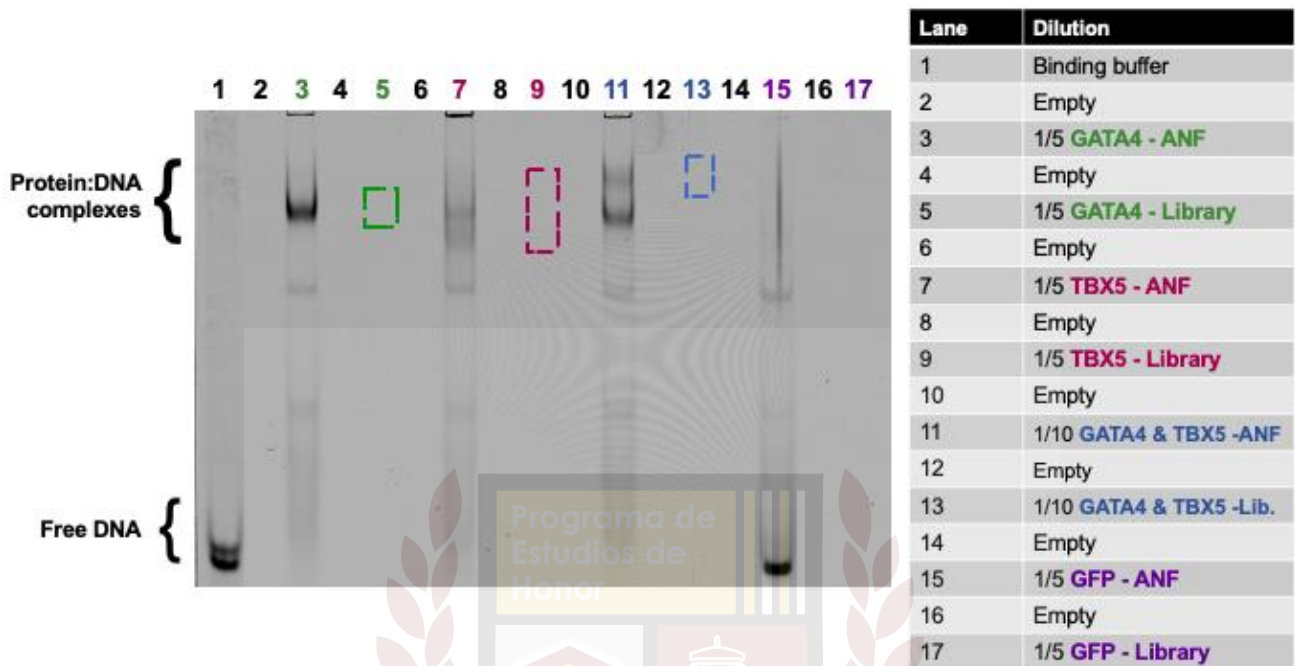 1 2 3 4 5 6 7 8 9 10 11 12 13 14 15 16 17
Protein:DNA
complexes
Free DNA
Programa de
Estudios de
Honor
Lane Dilution
1 Binding buffer
2 Empty
3 1/5 GATA4 - ANF
4 Empty
5 1/5 GATA4 - Library
6 Empty
7 1/5 TBX5 - ANF
8 Empty
9 1/5 TBX5 - Library
10 Empty
11 1/10 GATA4 & TBX5 -ANF
12 Empty
13 1/10 GATA4 & TBX5 -Lib.
14 Empty
15 1/5 GFP - ANF
16 Empty
17 1/5 GFP - Library